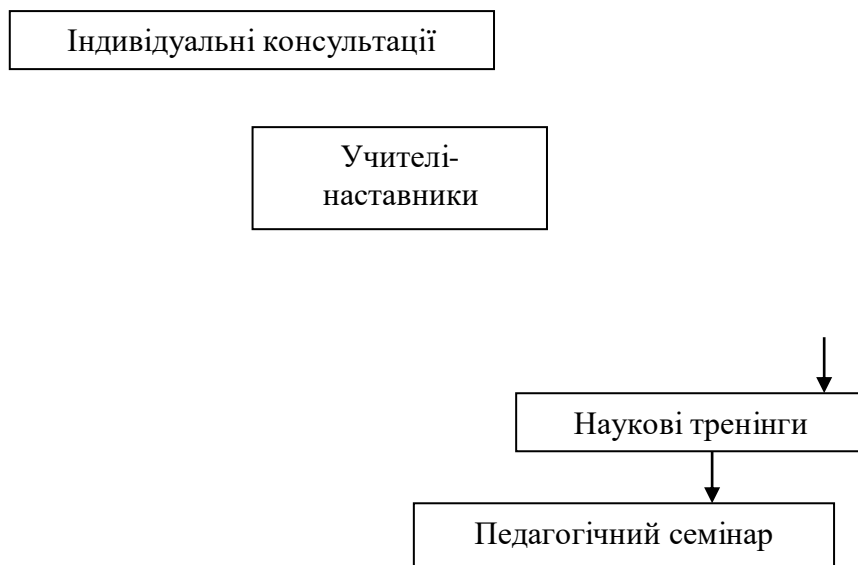 Індивідуальні консультації
Учителі-
наставники
Наукові тренінги
Педагогічний семінар